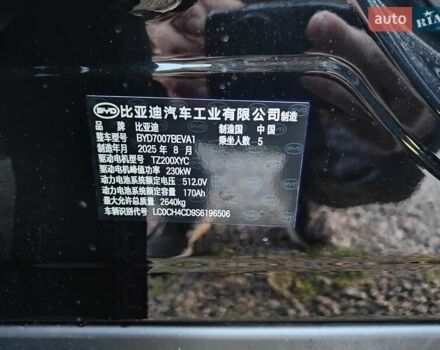 auto RIA
BYD 比亚迪汽车工业有限公司制造
品牌 比亚迪 制造国 中国
整车型号 BYD7007BEVA1 乘坐人数 5
制造年月 2025 年 8 月
驱动电机型号 TZ200XYC
驱动电机峰值功率 230kW
动力电池系统额定电压 512.0V
动力电池系统额定容量 170Ah
最大允许总质量 2640kg
车辆识别代号 LC0CH4CD9S6196506